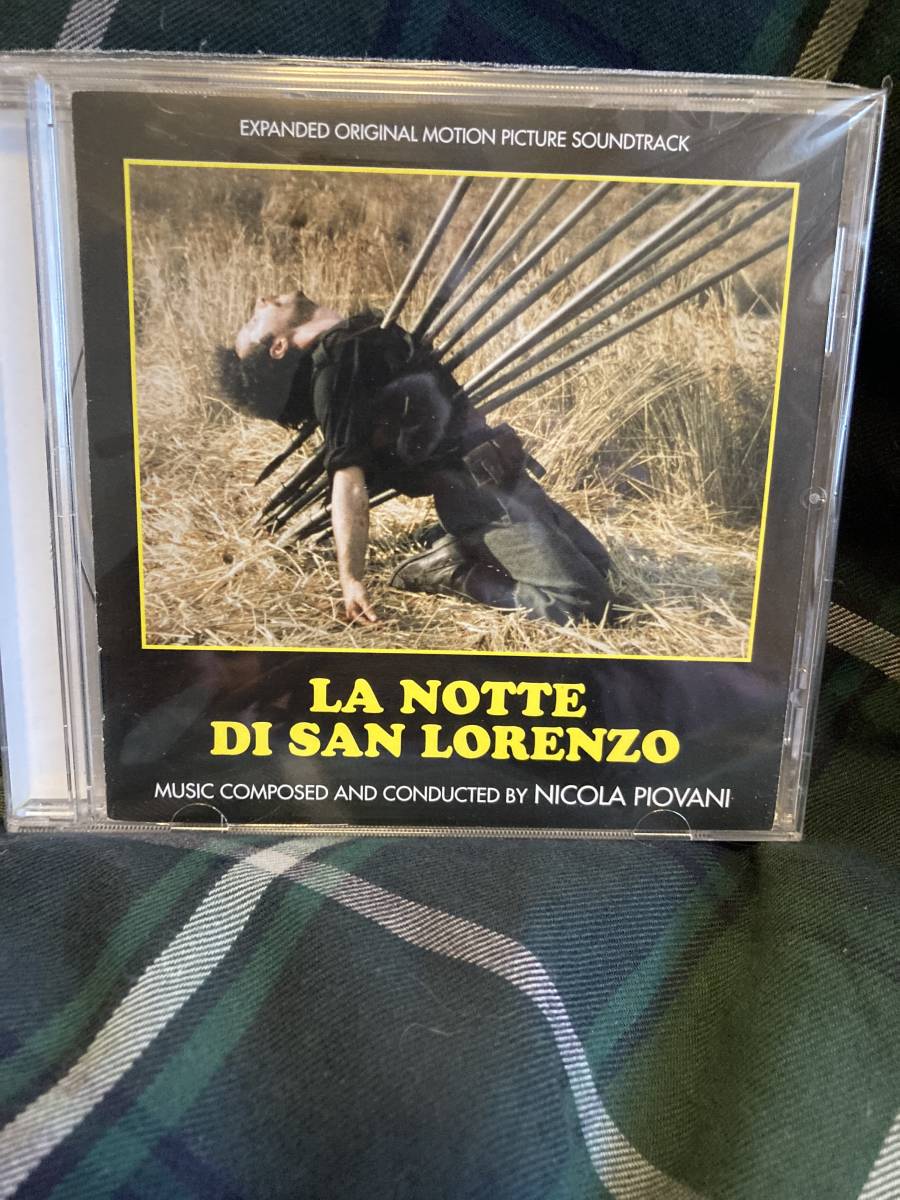 EXPANDED ORIGINAL MOTION PICTURE SOUNDTRACK
LA NOTTE
DI SAN LORENZO
MUSIC COMPOSED AND CONDUCTED BY NICOLA PIOVANI